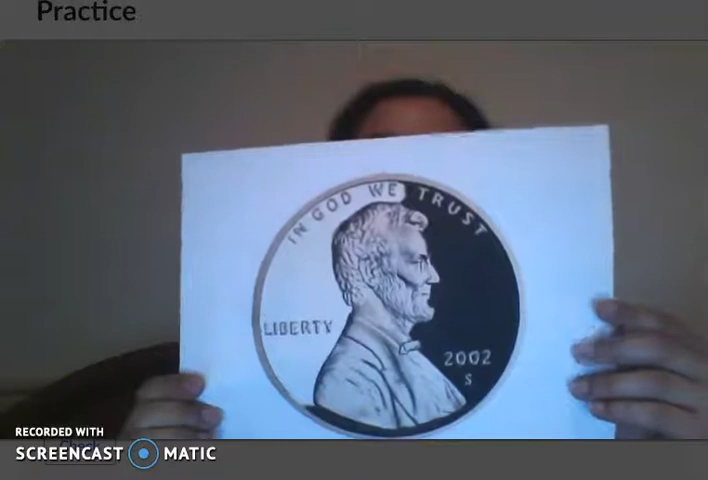 Practice
IN GOD WE TRUST
LIBERTY
2002
S
RECORDED WITH
SCREENCAST MATIC